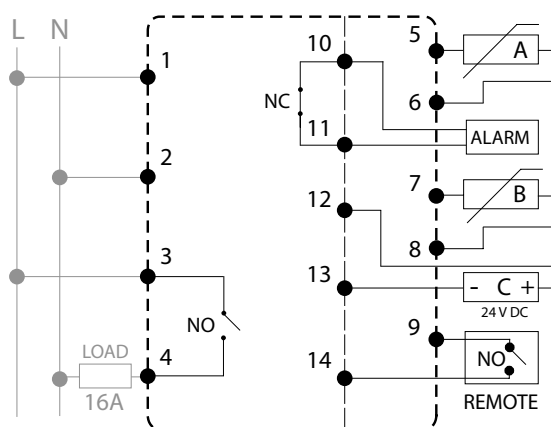 L N
1
2
3
NO
4
LOAD
16A
10
NC
11
12
13
14
5
A
6
ALARM
7
B
8
- C +
24 V DC
9
NO
REMOTE